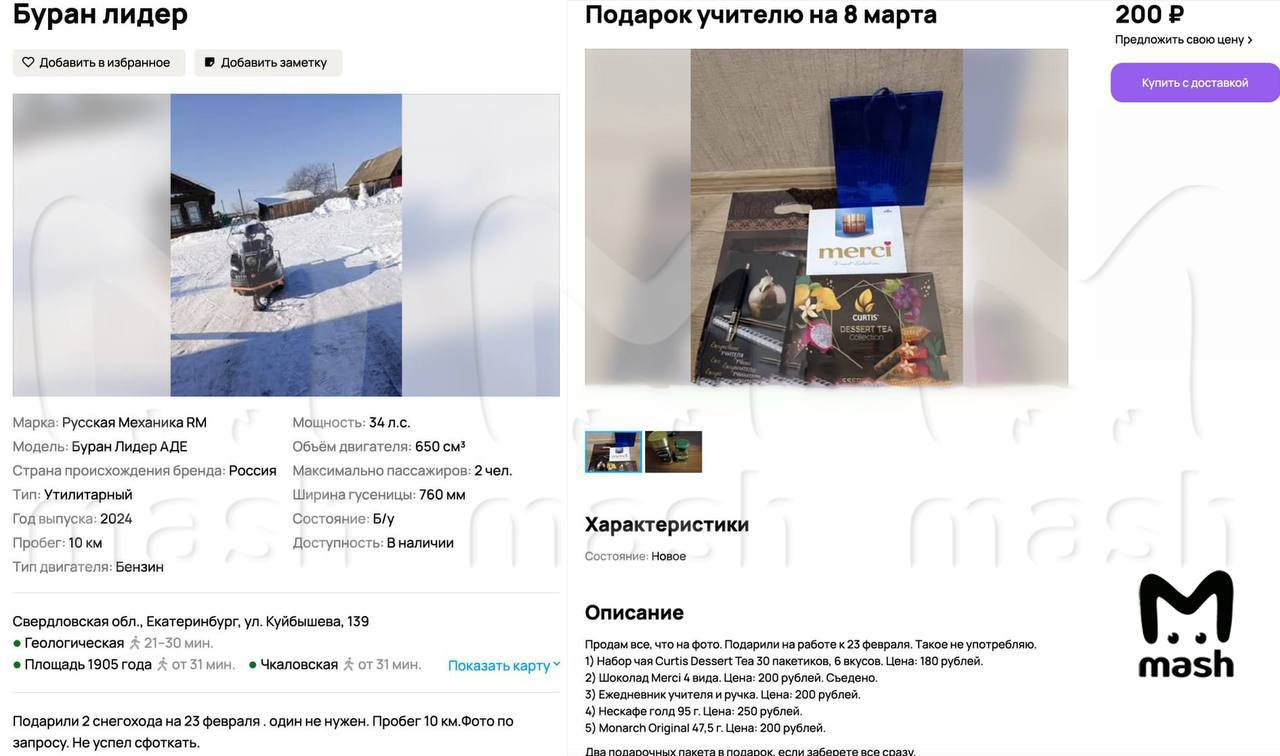 Буран лидер
Добавить в избранное
Добавить заметку
Марка: Русская Механика RM
Модель: Буран Лидер АДЕ
Страна происхождения бренда: Россия
Тип: Утилитарный
Год выпуска: 2024
Пробег: 10 км
Тип двигателя: Бензин
Мощность: 34 л.с.
Объём двигателя: 650 см³
Максимально пассажиров: 2 чел.
Ширина гусеницы: 760 мм
Состояние: Б/у
Доступность: В наличии
Свердловская обл., Екатеринбург, ул. Куйбышева, 139
Геологическая 21–30 мин.
Площадь 1905 года от 31 мин. Чкаловская от 31 мин. Показать карту
Подарили 2 снегохода на 23 февраля . один не нужен. Пробег 10 км.Фото по
запросу. Не успел сфоткать.
Подарок учителю на 8 марта
200 ₽
Предложить свою цену
Купить с доставкой
merci
CURTIS
DESSERT TEA
Collection
Характеристики
Состояние: Новое
Описание
Продам все, что на фото. Подарили на работе к 23 февраля. Такое не употребляю.
1) Набор чая Curtis Dessert Tea 30 пакетиков, 6 вкусов. Цена: 180 рублей.
2) Шоколад Merci 4 вида. Цена: 200 рублей. Съедено.
3) Ежедневник учителя и ручка. Цена: 200 рублей.
4) Нескафе голд 95 г. Цена: 250 рублей.
5) Monarch Original 47,5 г. Цена: 200 рублей.
Два подарочных пакета в подарок, если заберете все сразу.
mash
mash
mash
mash